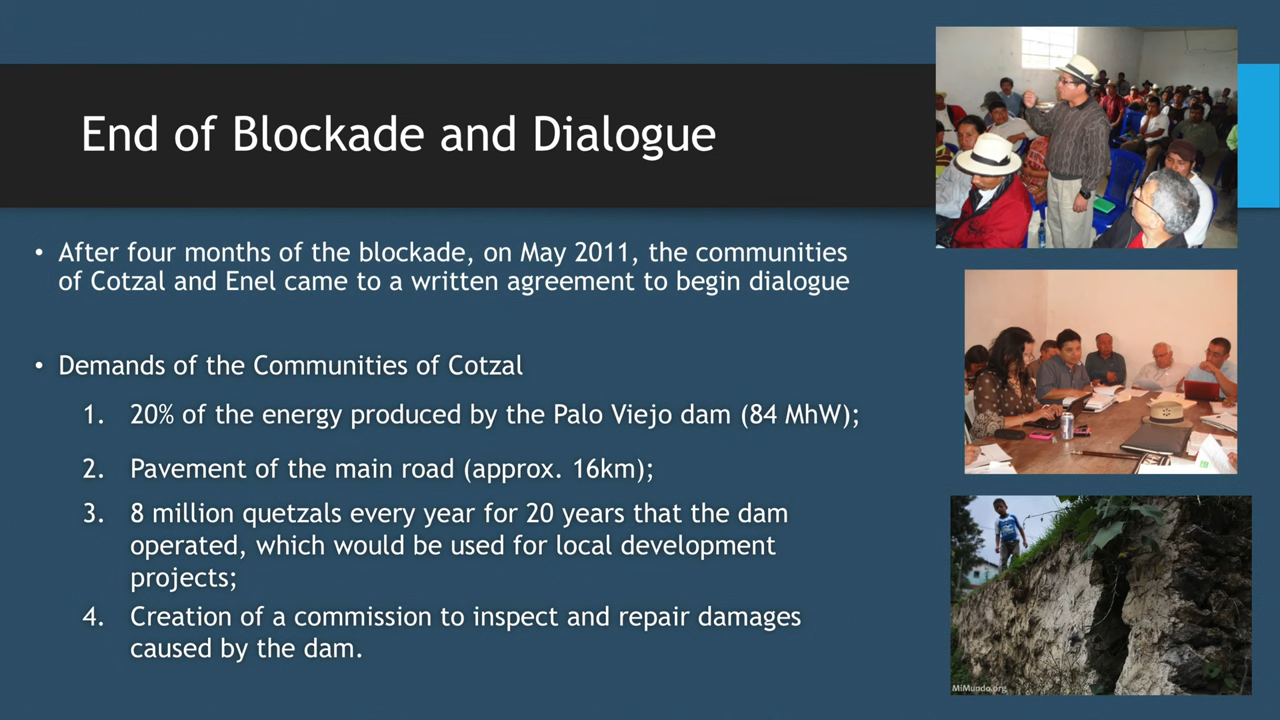 End of Blockade and Dialogue
• After four months of the blockade, on May 2011, the communities
of Cotzal and Enel came to a written agreement to begin dialogue
• Demands of the Communities of Cotzal
1. 20% of the energy produced by the Palo Viejo dam (84 MhW);
2. Pavement of the main road (approx. 16km);
3. 8 million quetzals every year for 20 years that the dam
operated, which would be used for local development
projects;
4. Creation of a commission to inspect and repair damages
caused by the dam.
MiMundo.org